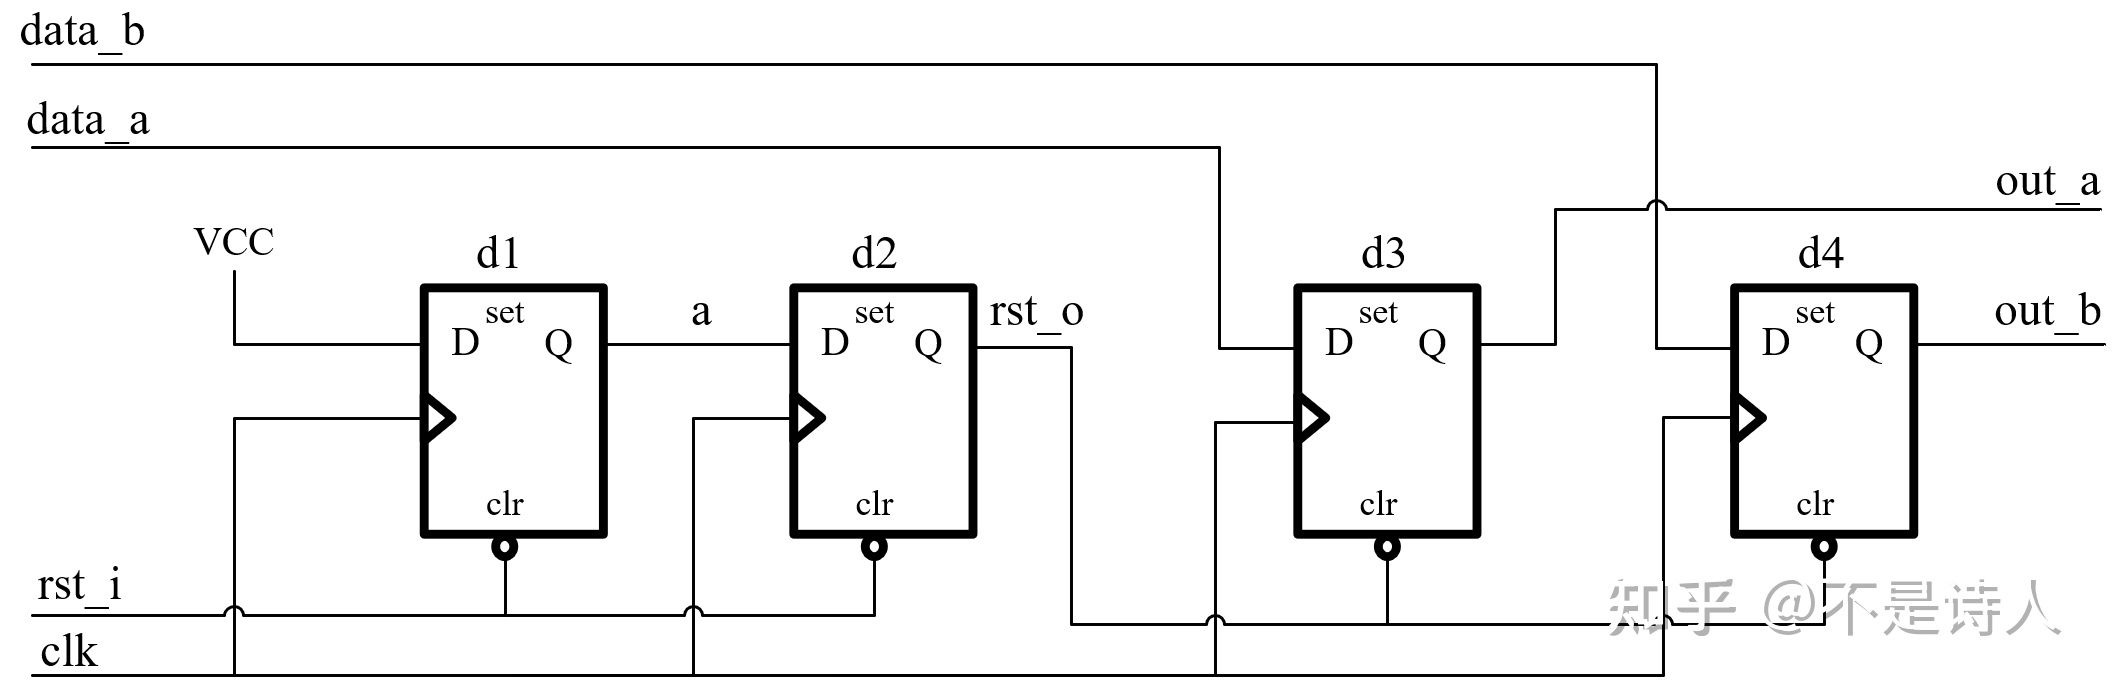 data_b
data_a
out_a
VCC
d1
d2
d3
d4
set
D
Q
clr
a
set
D
Q
clr
rst_o
set
D
Q
clr
set
D
Q
clr
out_b
rst_i
clk
知乎 @不是诗人